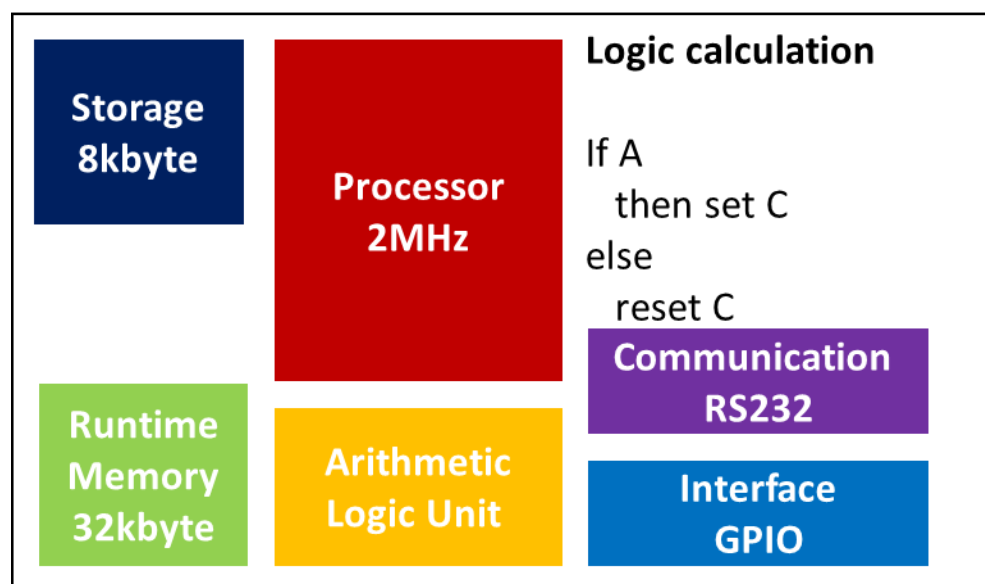 Storage
8kbyte
Processor
2MHz
Logic calculation
If A
then set C
else
reset C
Communication
RS232
Runtime
Memory
32kbyte
Arithmetic
Logic Unit
Interface
GPIO